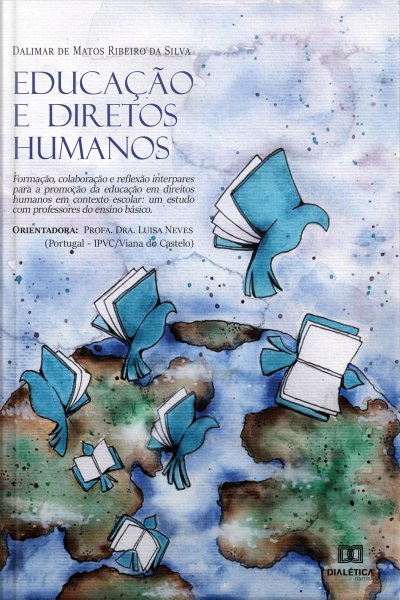 Dalimar de Matos Ribeiro da Silva
Educação
e Diretos
Humanos
Formação, colaboração e reflexão interpares
para a promoção da educação em direitos
humanos em contexto escolar: um estudo
com professores do ensino básico.
Orientadora: Profa. Dra. Luisa Neves
(Portugal - IPVC/Viana do Castelo)
DIALÉTICA